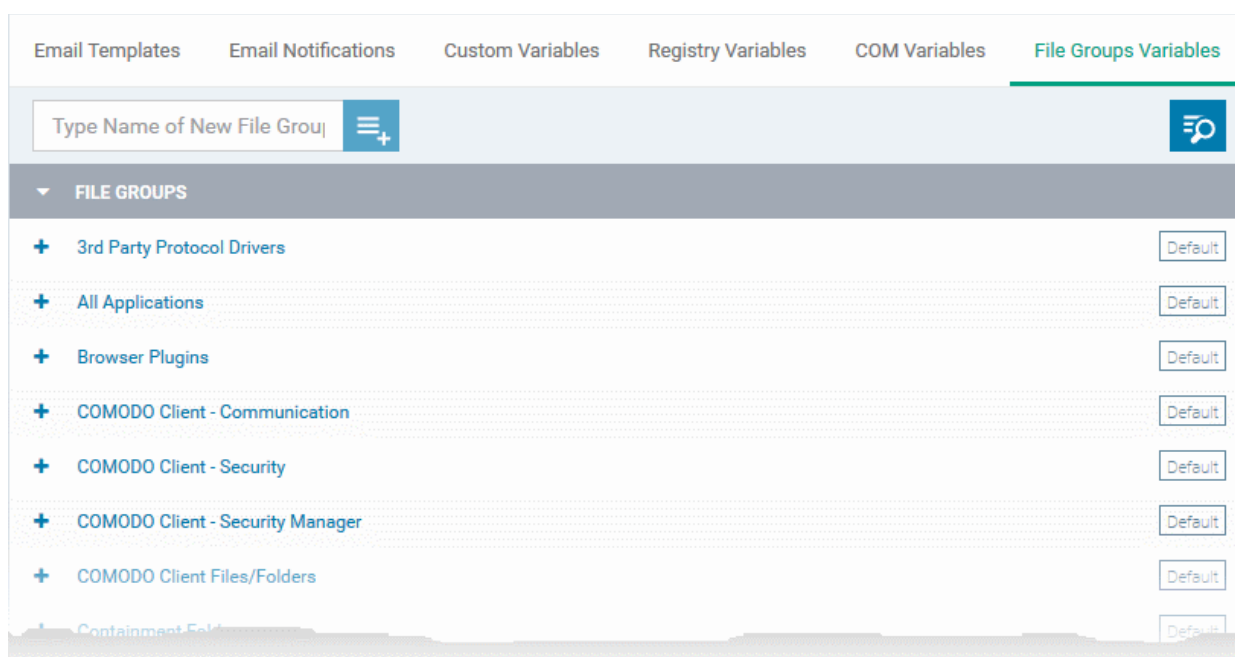 Email Templates Email Notifications Custom Variables Registry Variables COM Variables File Groups Variables
Type Name of New File Grou
FILE GROUPS
3rd Party Protocol Drivers Default
All Applications Default
Browser Plugins Default
COMODO Client - Communication Default
COMODO Client - Security Default
COMODO Client - Security Manager Default
COMODO Client Files/Folders Default
Containment Default